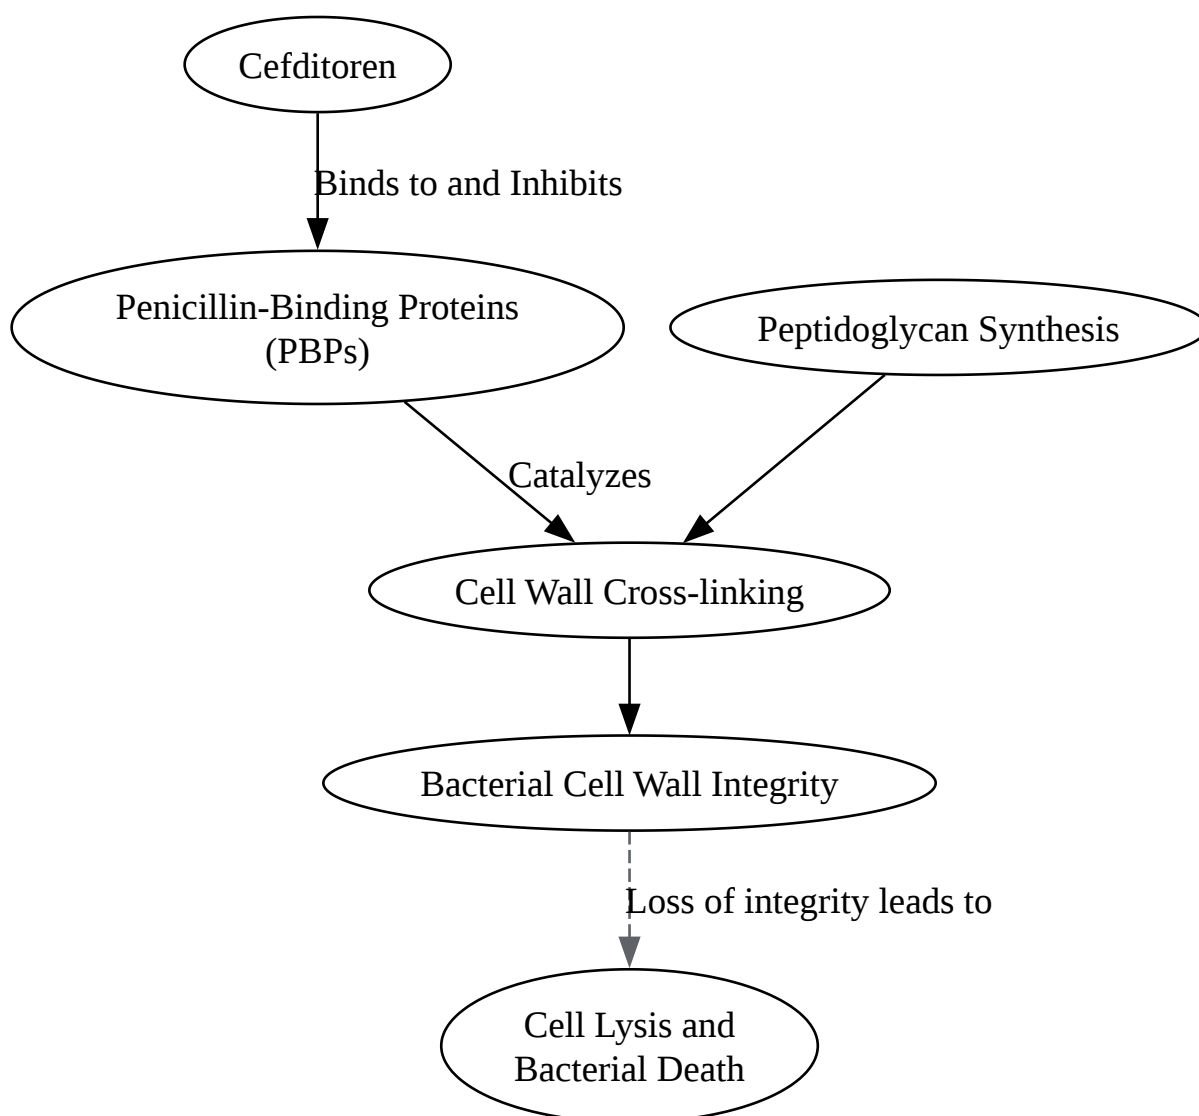 Cefditoren
Binds to and Inhibits
Penicillin-Binding Proteins
(PBPs)
Peptidoglycan Synthesis
Catalyzes
Cell Wall Cross-linking
Bacterial Cell Wall Integrity
Loss of integrity leads to
Cell Lysis and
Bacterial Death